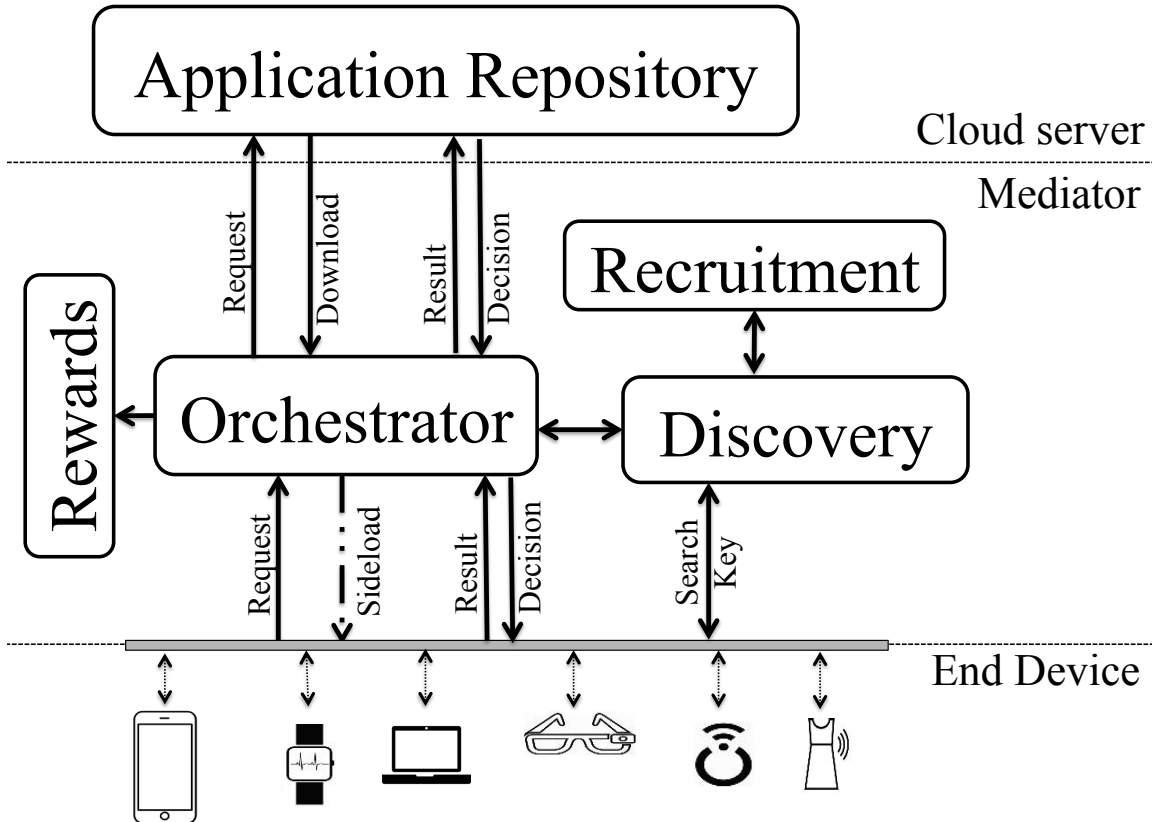 Application Repository
Cloud server
Mediator
Request
Download
Result
Decision
Recruitment
Rewards
Orchestrator
Discovery
Request
Sideload
Result
Decision
Search
Key
End Device